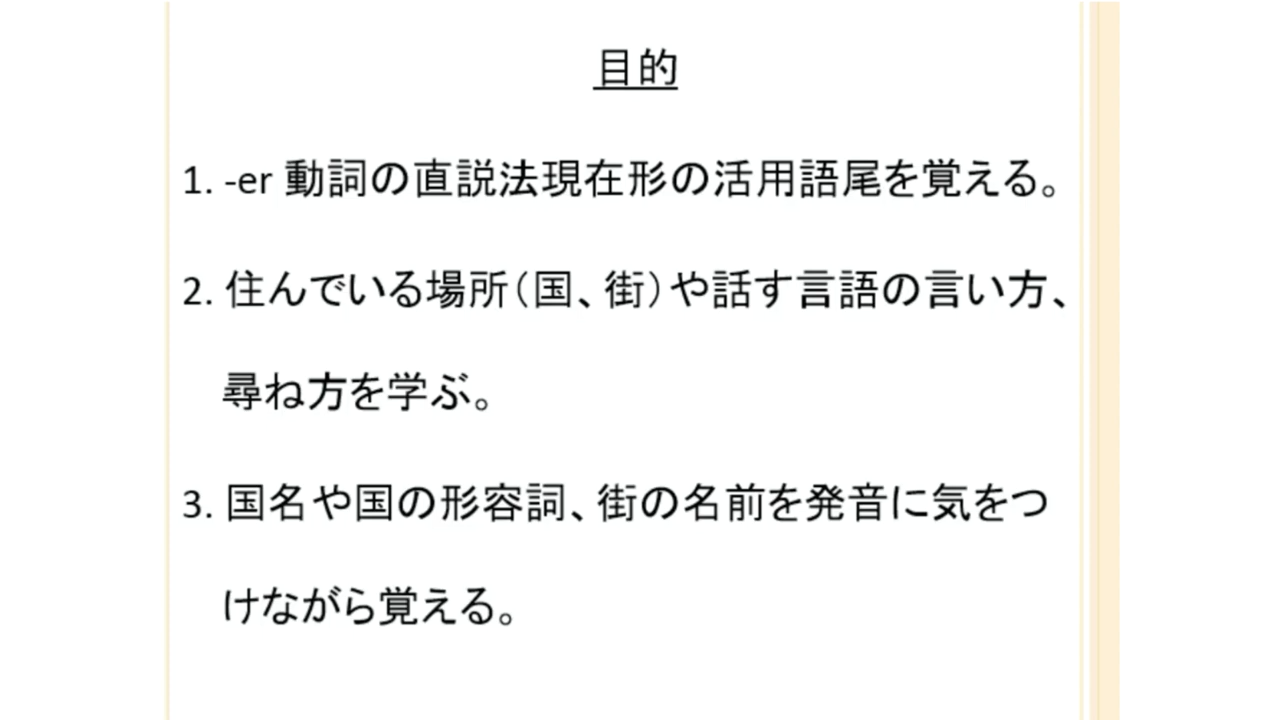 目的
1. -er 動詞の直説法現在形の活用語尾を覚える。
2. 住んでいる場所（国、街）や話す言語の言い方、
尋ね方を学ぶ。
3. 国名や国の形容詞、街の名前を発音に気をつ
けながら覚える。